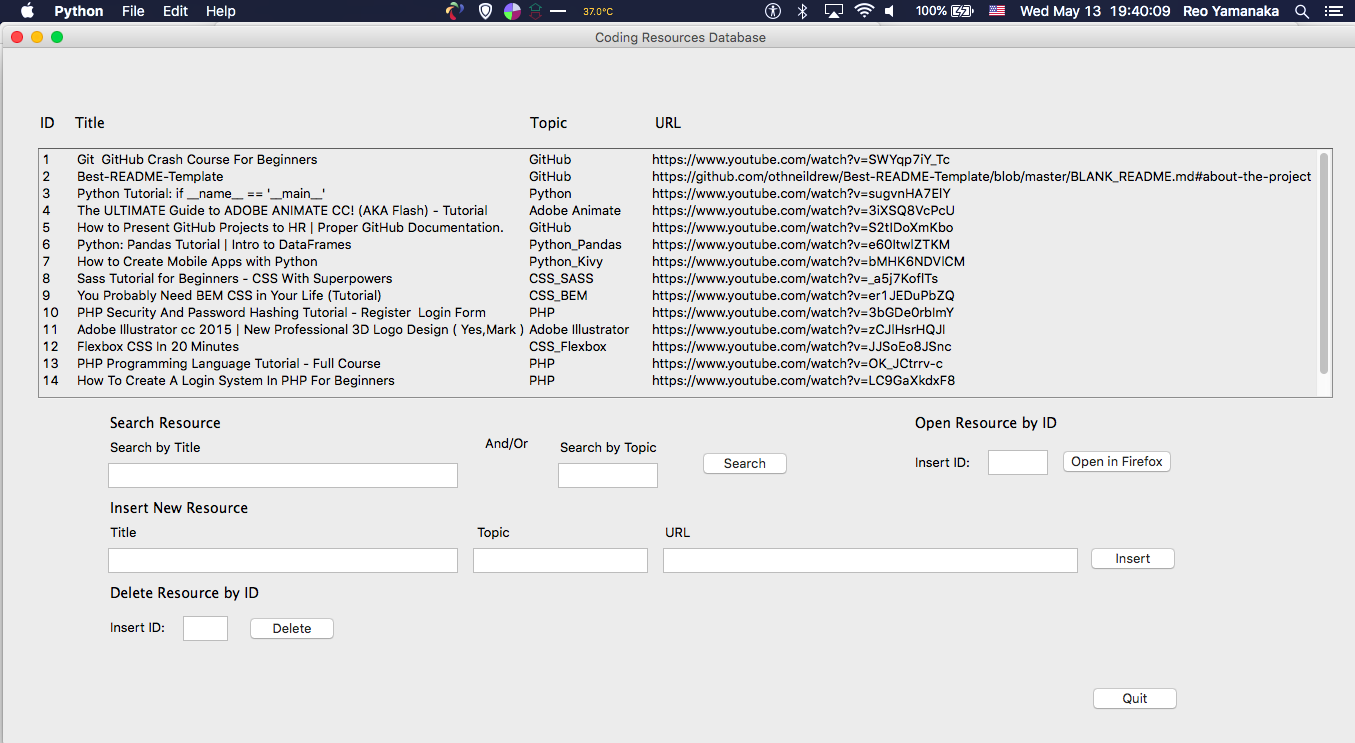 Python File Edit Help 37.0°C 100% Wed May 13 19:40:09 Reo Yamanaka
Coding Resources Database
ID Title Topic URL
1 Git  GitHub Crash Course For Beginners GitHub https://www.youtube.com/watch?v=SWYqp7iY_Tc
2 Best-README-Template GitHub https://github.com/othneildrew/Best-README-Template/blob/master/BLANK_README.md#about-the-project
3 Python Tutorial: if __name__ == '__main__' Python https://www.youtube.com/watch?v=sugvnHA7ElY
4 The ULTIMATE Guide to ADOBE ANIMATE CC! (AKA Flash) - Tutorial Adobe Animate https://www.youtube.com/watch?v=3iXSQ8VcPcU
5 How to Present GitHub Projects to HR | Proper GitHub Documentation. GitHub https://www.youtube.com/watch?v=S2tIDoXmKbo
6 Python: Pandas Tutorial | Intro to DataFrames Python_Pandas https://www.youtube.com/watch?v=e60ItwlZTKM
7 How to Create Mobile Apps with Python Python_Kivy https://www.youtube.com/watch?v=bMHK6NDVlCM
8 Sass Tutorial for Beginners - CSS With Superpowers CSS_SASS https://www.youtube.com/watch?v=_a5j7KoflTs
9 You Probably Need BEM CSS in Your Life (Tutorial) CSS_BEM https://www.youtube.com/watch?v=er1JEDuPbZQ
10 PHP Security And Password Hashing Tutorial - Register  Login Form PHP https://www.youtube.com/watch?v=3bGDe0rbImY
11 Adobe Illustrator cc 2015 | New Professional 3D Logo Design ( Yes,Mark ) Adobe Illustrator https://www.youtube.com/watch?v=zCJlHsrHQJI
12 Flexbox CSS In 20 Minutes CSS_Flexbox https://www.youtube.com/watch?v=JJSoEo8JSnc
13 PHP Programming Language Tutorial - Full Course PHP https://www.youtube.com/watch?v=OK_JCtrrv-c
14 How To Create A Login System In PHP For Beginners PHP https://www.youtube.com/watch?v=LC9GaXkdxF8
Search Resource Open Resource by ID
Search by Title And/Or Search by Topic Search Insert ID: Open in Firefox
Insert New Resource
Title Topic URL
Insert
Delete Resource by ID
Insert ID: Delete
Quit